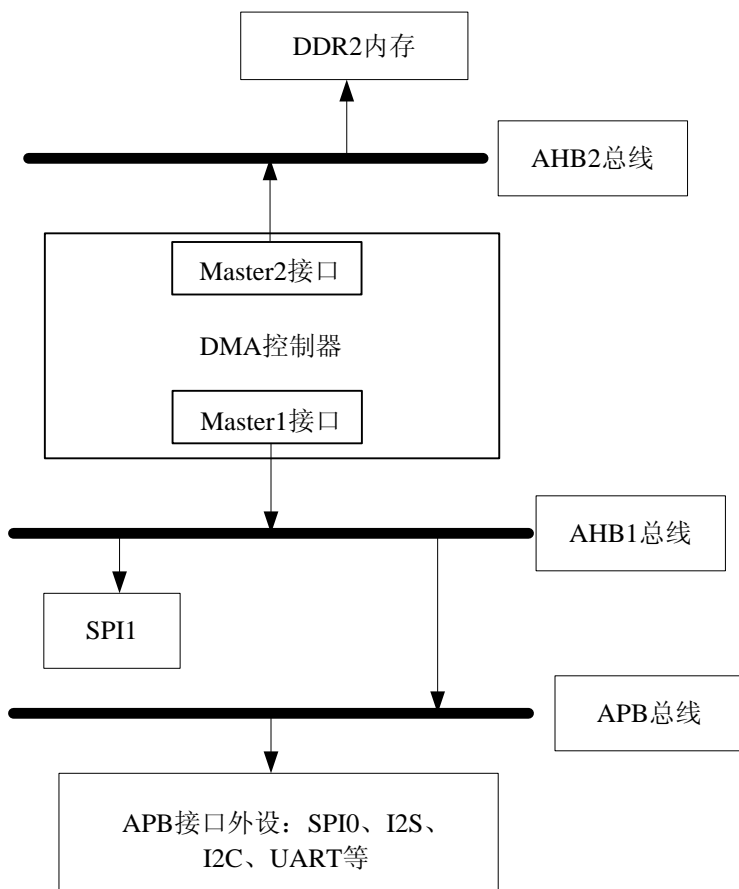 DDR2内存
AHB2总线
Master2接口
DMA控制器
Master1接口
AHB1总线
SPI1
APB总线
APB接口外设：SPI0、I2S、
I2C、UART等